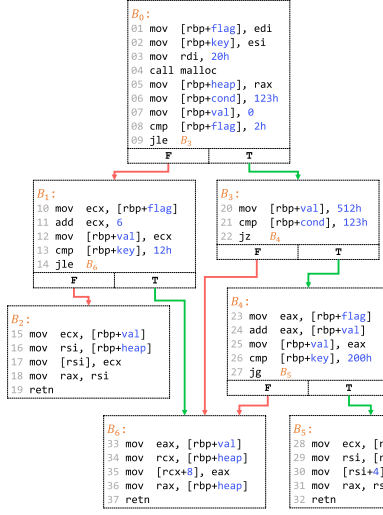 B0:
01 mov [rbp+flag], edi
02 mov [rbp+key], esi
03 mov rdi, 20h
04 call malloc
05 mov [rbp+heap], rax
06 mov [rbp+cond], 123h
07 mov [rbp+val], 0
08 cmp [rbp+flag], 2h
09 jle B3
F T
B1:
10 mov ecx, [rbp+flag]
11 add ecx, 6
12 mov [rbp+val], ecx
13 cmp [rbp+key], 12h
14 jle B6
F T
B3:
20 mov [rbp+val], 512h
21 cmp [rbp+cond], 123h
22 jz B4
F T
B2:
15 mov ecx, [rbp+val]
16 mov rsi, [rbp+heap]
17 mov [rsi], ecx
18 mov rax, rsi
19 retn
B4:
23 mov eax, [rbp+flag]
24 add eax, [rbp+val]
25 mov [rbp+val], eax
26 cmp [rbp+key], 200h
27 jg B5
F T
B6:
33 mov eax, [rbp+val]
34 mov rcx, [rbp+heap]
35 mov [rcx+8], eax
36 mov rax, [rbp+heap]
37 retn
B5:
28 mov ecx,
29 mov rsi,
30 mov [rsi+4]
31 mov rax,
32 retn